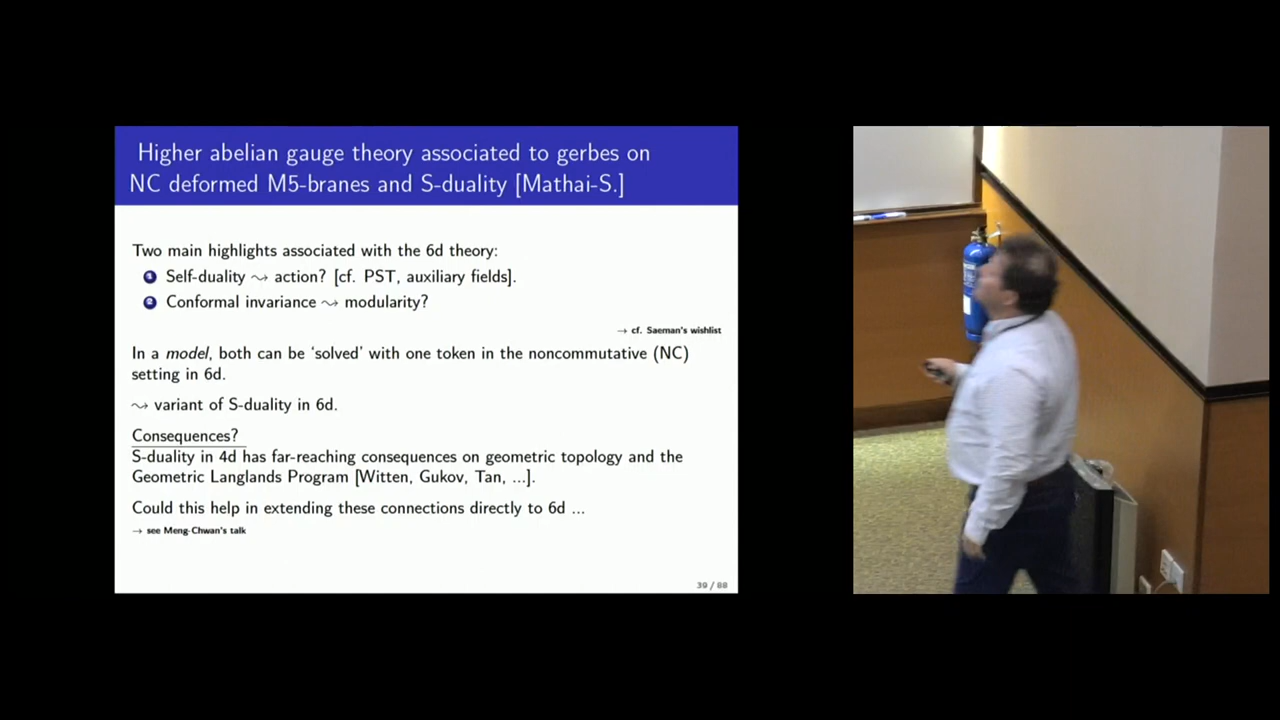 Higher abelian gauge theory associated to gerbes on
NC deformed M5-branes and S-duality [Mathai-S.]
Two main highlights associated with the 6d theory:
1 Self-duality ⇝ action? [cf. PST, auxiliary fields].
2 Conformal invariance ⇝ modularity?
→ cf. Saeman's wishlist
In a model, both can be ‘solved’ with one token in the noncommutative (NC)
setting in 6d.
⇝ variant of S-duality in 6d.
Consequences?
S-duality in 4d has far-reaching consequences on geometric topology and the
Geometric Langlands Program [Witten, Gukov, Tan, ...].
Could this help in extending these connections directly to 6d ...
→ see Meng-Chwan's talk
39 / 88